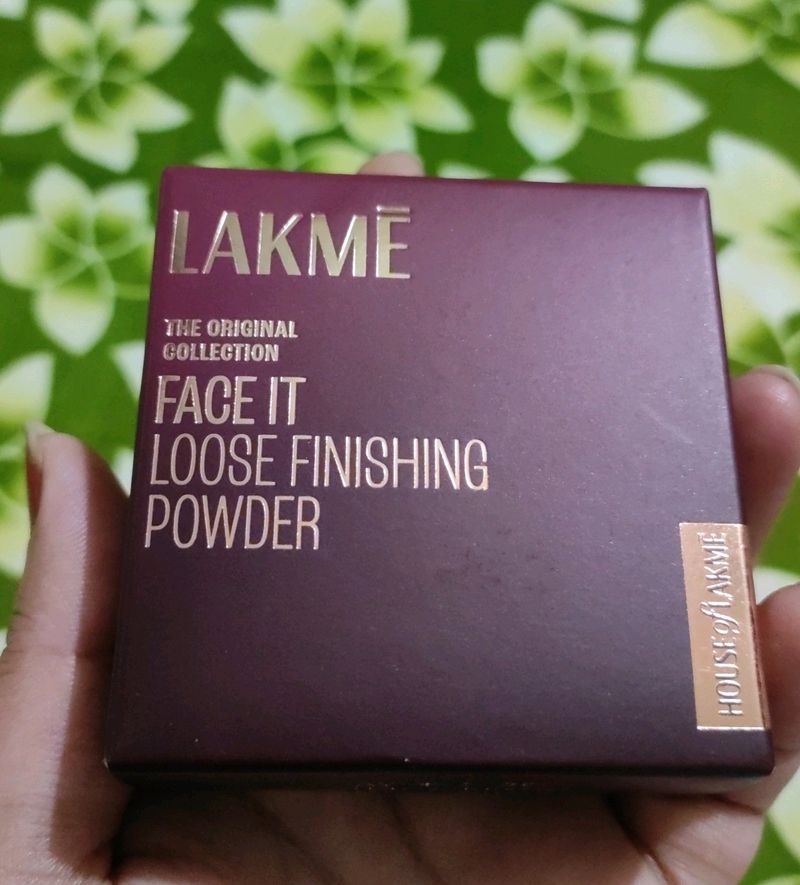 LAKMĒ
THE ORIGINAL
COLLECTION
FACE IT
LOOSE FINISHING
POWDER
HOUSE of LAKMĒ